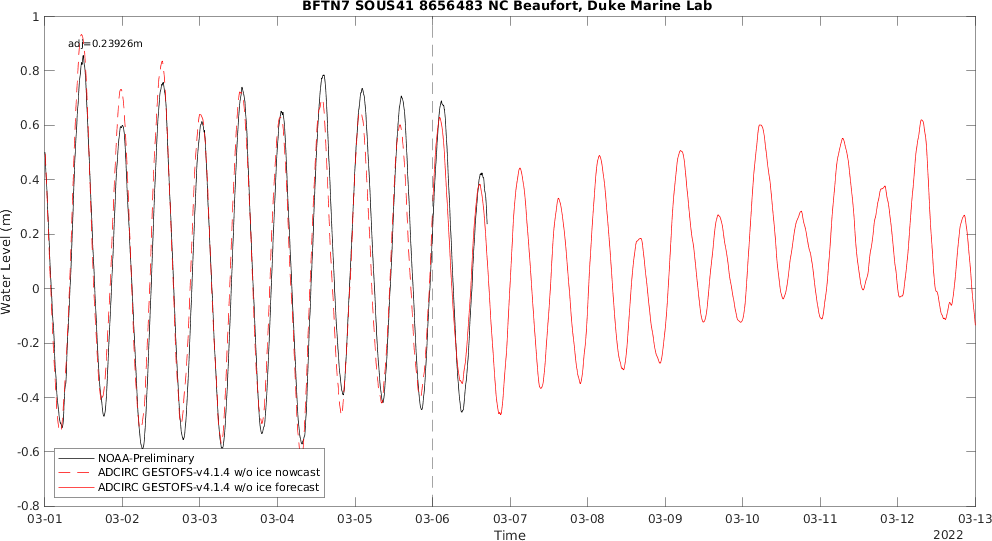 BFTN7 SOUS41 8656483 NC Beaufort, Duke Marine Lab
adj=0.23926m
1
0.8
0.6
0.4
0.2
0
-0.2
-0.4
-0.6
-0.8
Water Level (m)
NOAA-Preliminary
ADCIRC GESTOFS-v4.1.4 w/o ice nowcast
ADCIRC GESTOFS-v4.1.4 w/o ice forecast
03-01 03-02 03-03 03-04 03-05 03-06 03-07 03-08 03-09 03-10 03-11 03-12 03-13
Time
2022